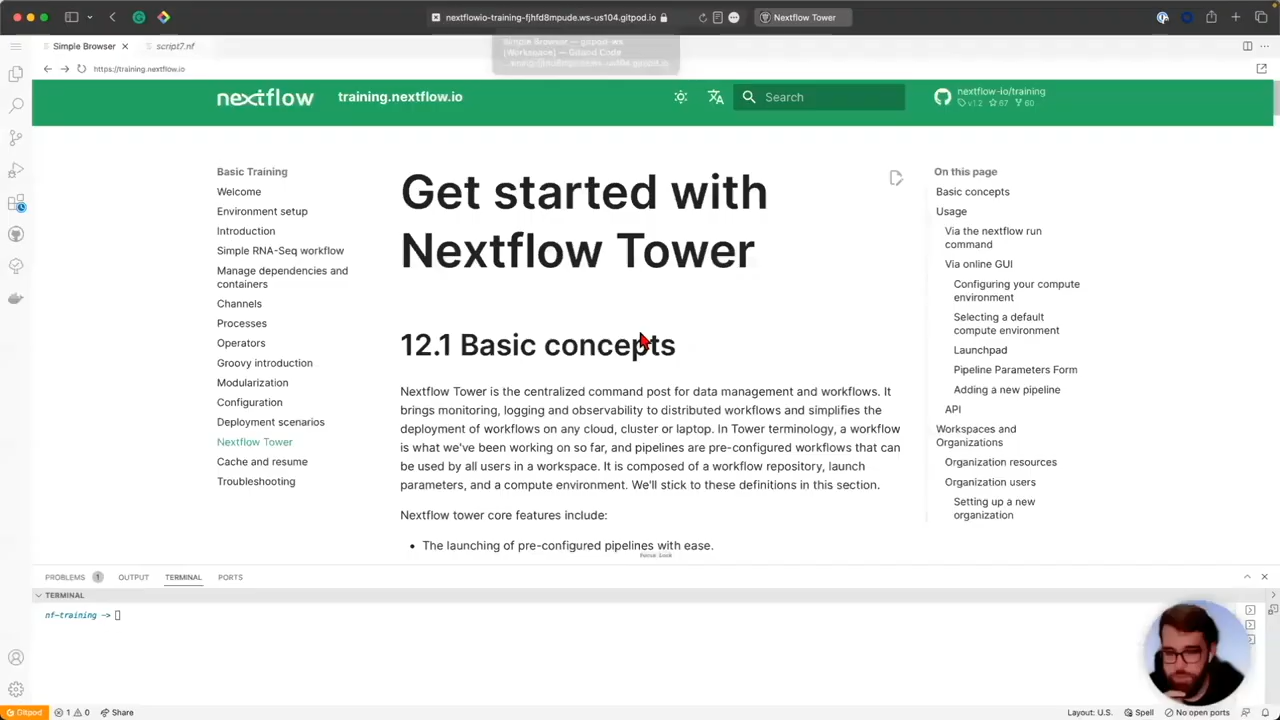 nextflowio-training-fjhfd8mpude.ws-us104.gitpod.io
Nextflow Tower
Simple Browser
script7.nf
https://training.nextflow.io
nextflow
training.nextflow.io
Search
nextflow-io/training
v1.2 67 60
Basic Training
Welcome
Environment setup
Introduction
Simple RNA-Seq workflow
Manage dependencies and
containers
Channels
Processes
Operators
Groovy introduction
Modularization
Configuration
Deployment scenarios
Nextflow Tower
Cache and resume
Troubleshooting
Get started with
Nextflow Tower
12.1 Basic concepts
Nextflow Tower is the centralized command post for data management and workflows. It
brings monitoring, logging and observability to distributed workflows and simplifies the
deployment of workflows on any cloud, cluster or laptop. In Tower terminology, a workflow
is what we've been working on so far, and pipelines are pre-configured workflows that can
be used by all users in a workspace. It is composed of a workflow repository, launch
parameters, and a compute environment. We'll stick to these definitions in this section.
Nextflow tower core features include:
• The launching of pre-configured pipelines with ease.
On this page
Basic concepts
Usage
Via the nextflow run
command
Via online GUI
Configuring your compute
environment
Selecting a default
compute environment
Launchpad
Pipeline Parameters Form
Adding a new pipeline
API
Workspaces and
Organizations
Organization resources
Organization users
Setting up a new
organization
PROBLEMS 1 OUTPUT TERMINAL PORTS
TERMINAL
nf-training ->
Gitpod 1 0 Share
Layout: U.S. Spell No open ports